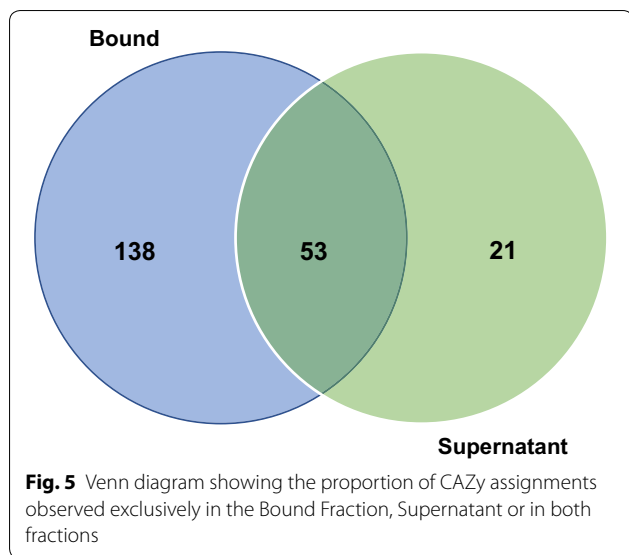 Bound
138
53
21
Supernatant
Fig. 5 Venn diagram showing the proportion of CAZy assignments
observed exclusively in the Bound Fraction, Supernatant or in both
fractions